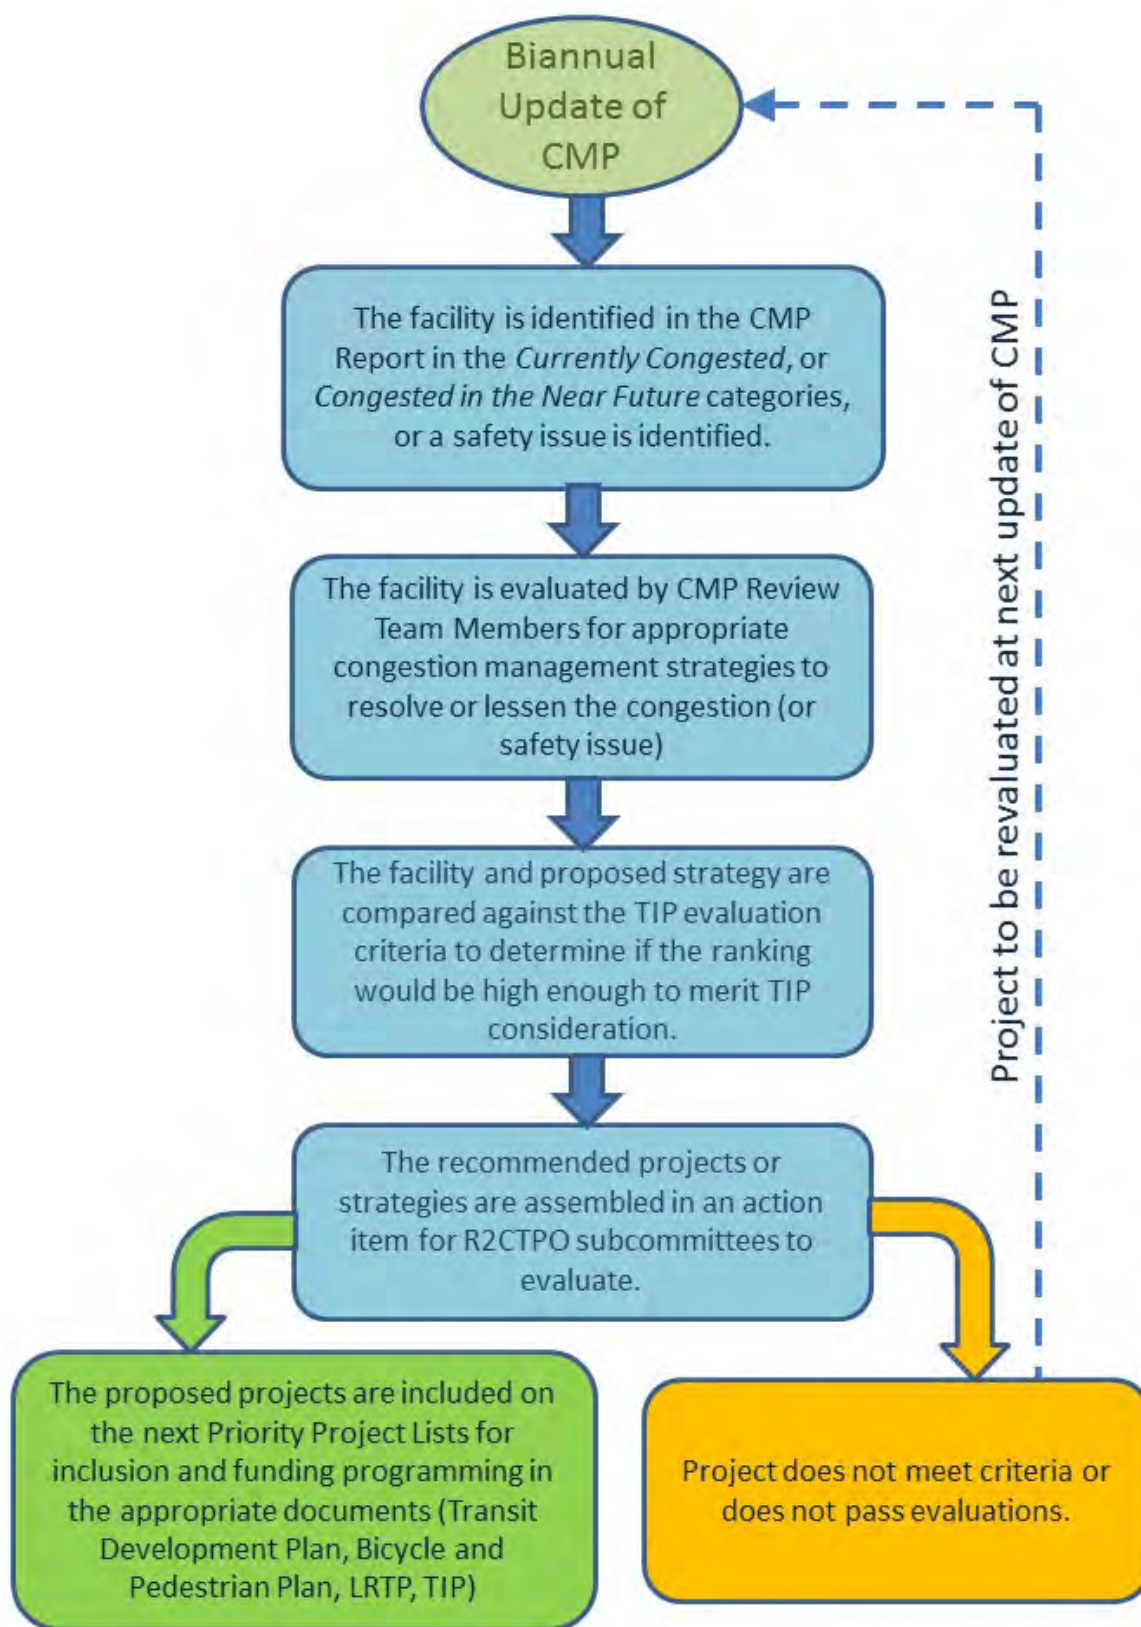 Biannual
Update of
CMP
The facility is identified in the CMP
Report in the Currently Congested, or
Congested in the Near Future categories,
or a safety issue is identified.
The facility is evaluated by CMP Review
Team Members for appropriate
congestion management strategies to
resolve or lessen the congestion (or
safety issue)
The facility and proposed strategy are
compared against the TIP evaluation
criteria to determine if the ranking
would be high enough to merit TIP
consideration.
The recommended projects or
strategies are assembled in an action
item for R2CTPO subcommittees to
evaluate.
The proposed projects are included on
the next Priority Project Lists for
inclusion and funding programming in
the appropriate documents (Transit
Development Plan, Bicycle and
Pedestrian Plan, LRTP, TIP)
Project does not meet criteria or
does not pass evaluations.
Project to be revaluated at next update of CMP